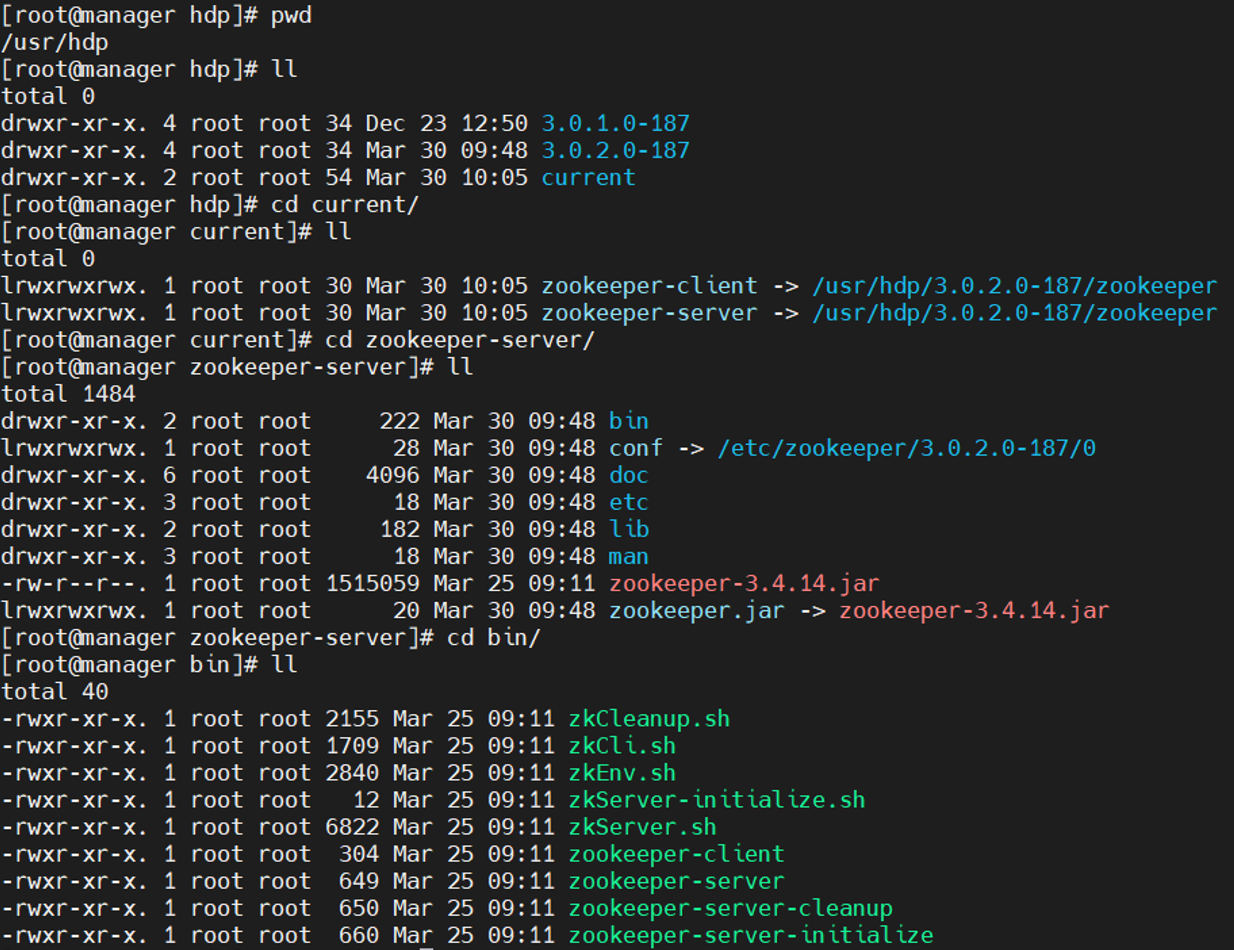 [root@manager hdp]# pwd
/usr/hdp
[root@manager hdp]# ll
total 0
drwxr-xr-x. 4 root root 34 Dec 23 12:50 3.0.1.0-187
drwxr-xr-x. 4 root root 34 Mar 30 09:48 3.0.2.0-187
drwxr-xr-x. 2 root root 54 Mar 30 10:05 current
[root@manager hdp]# cd current/
[root@manager current]# ll
total 0
lrwxrwxrwx. 1 root root 30 Mar 30 10:05 zookeeper-client -> /usr/hdp/3.0.2.0-187/zookeeper
lrwxrwxrwx. 1 root root 30 Mar 30 10:05 zookeeper-server -> /usr/hdp/3.0.2.0-187/zookeeper
[root@manager current]# cd zookeeper-server/
[root@manager zookeeper-server]# ll
total 1484
drwxr-xr-x. 2 root root     222 Mar 30 09:48 bin
lrwxrwxrwx. 1 root root      28 Mar 30 09:48 conf -> /etc/zookeeper/3.0.2.0-187/0
drwxr-xr-x. 6 root root    4096 Mar 30 09:48 doc
drwxr-xr-x. 3 root root      18 Mar 30 09:48 etc
drwxr-xr-x. 2 root root     182 Mar 30 09:48 lib
drwxr-xr-x. 3 root root      18 Mar 30 09:48 man
-rw-r--r--. 1 root root 1515059 Mar 25 09:11 zookeeper-3.4.14.jar
lrwxrwxrwx. 1 root root      20 Mar 30 09:48 zookeeper.jar -> zookeeper-3.4.14.jar
[root@manager zookeeper-server]# cd bin/
[root@manager bin]# ll
total 40
-rwxr-xr-x. 1 root root 2155 Mar 25 09:11 zkCleanup.sh
-rwxr-xr-x. 1 root root 1709 Mar 25 09:11 zkCli.sh
-rwxr-xr-x. 1 root root 2840 Mar 25 09:11 zkEnv.sh
-rwxr-xr-x. 1 root root   12 Mar 25 09:11 zkServer-initialize.sh
-rwxr-xr-x. 1 root root 6822 Mar 25 09:11 zkServer.sh
-rwxr-xr-x. 1 root root  304 Mar 25 09:11 zookeeper-client
-rwxr-xr-x. 1 root root  649 Mar 25 09:11 zookeeper-server
-rwxr-xr-x. 1 root root  650 Mar 25 09:11 zookeeper-server-cleanup
-rwxr-xr-x. 1 root root  660 Mar 25 09:11 zookeeper-server-initialize